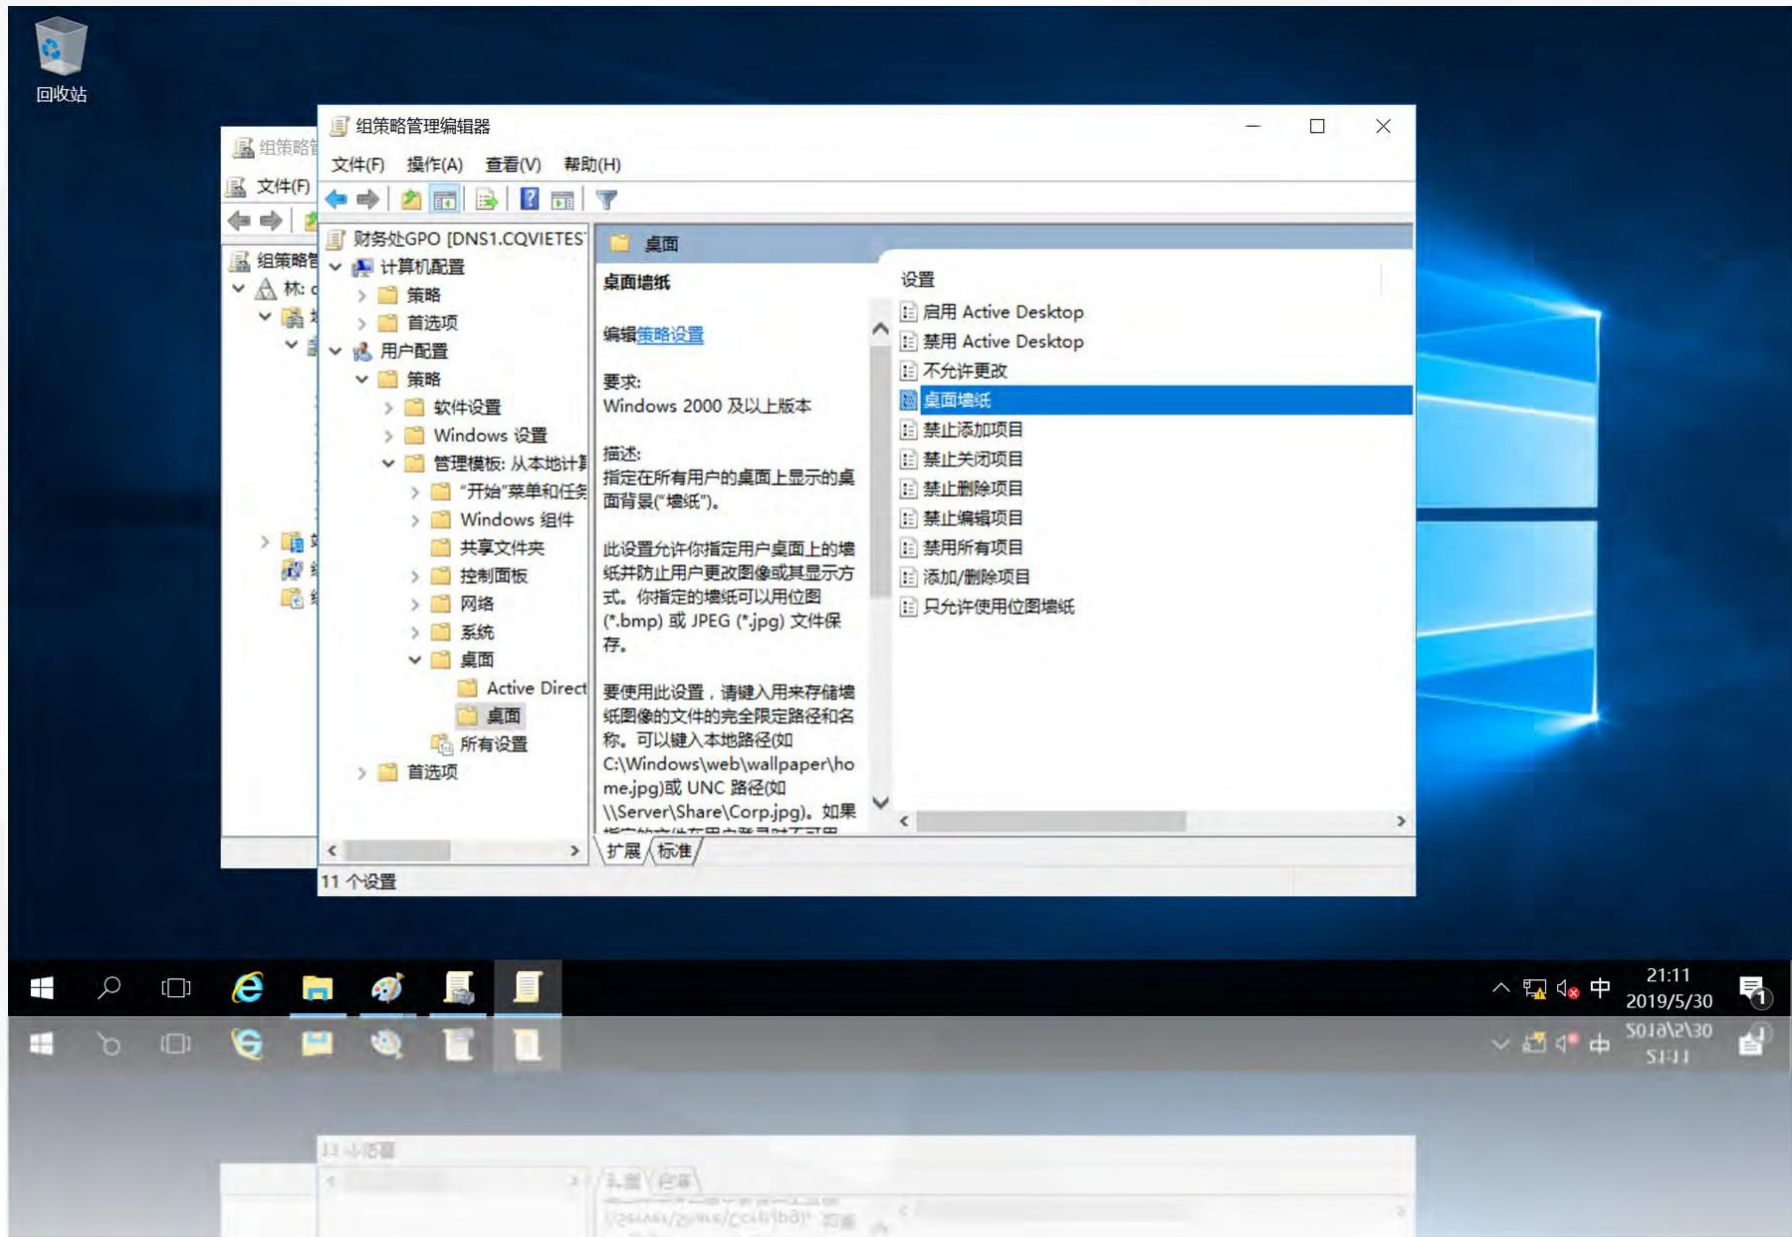 回收站
组策略管理编辑器
文件(F) 操作(A) 查看(V) 帮助(H)
组策略管
文件(F)
组策略管
林: c
财务处GPO [DNS1.CQVIETES
计算机配置
策略
首选项
用户配置
策略
软件设置
Windows 设置
管理模板: 从本地计算
"开始"菜单和任务
Windows 组件
共享文件夹
控制面板
网络
系统
桌面
Active Direct
桌面
所有设置
首选项
桌面
桌面墙纸
编辑策略设置
要求:
Windows 2000 及以上版本
描述:
指定在所有用户的桌面上显示的桌
面背景("墙纸")。
此设置允许你指定用户桌面上的墙
纸并防止用户更改图像或其显示方
式。你指定的墙纸可以用位图
(*.bmp) 或 JPEG (*.jpg) 文件保
存。
要使用此设置，请键入用来存储墙
纸图像的文件的完全限定路径和名
称。可以键入本地路径(如
C:\Windows\web\wallpaper\ho
me.jpg)或 UNC 路径(如
\\Server\Share\Corp.jpg)。如果
设置
启用 Active Desktop
禁用 Active Desktop
不允许更改
桌面墙纸
禁止添加项目
禁止关闭项目
禁止删除项目
禁止编辑项目
禁用所有项目
添加/删除项目
只允许使用位图墙纸
扩展 标准
11 个设置
中
21:11
2019/5/30
1